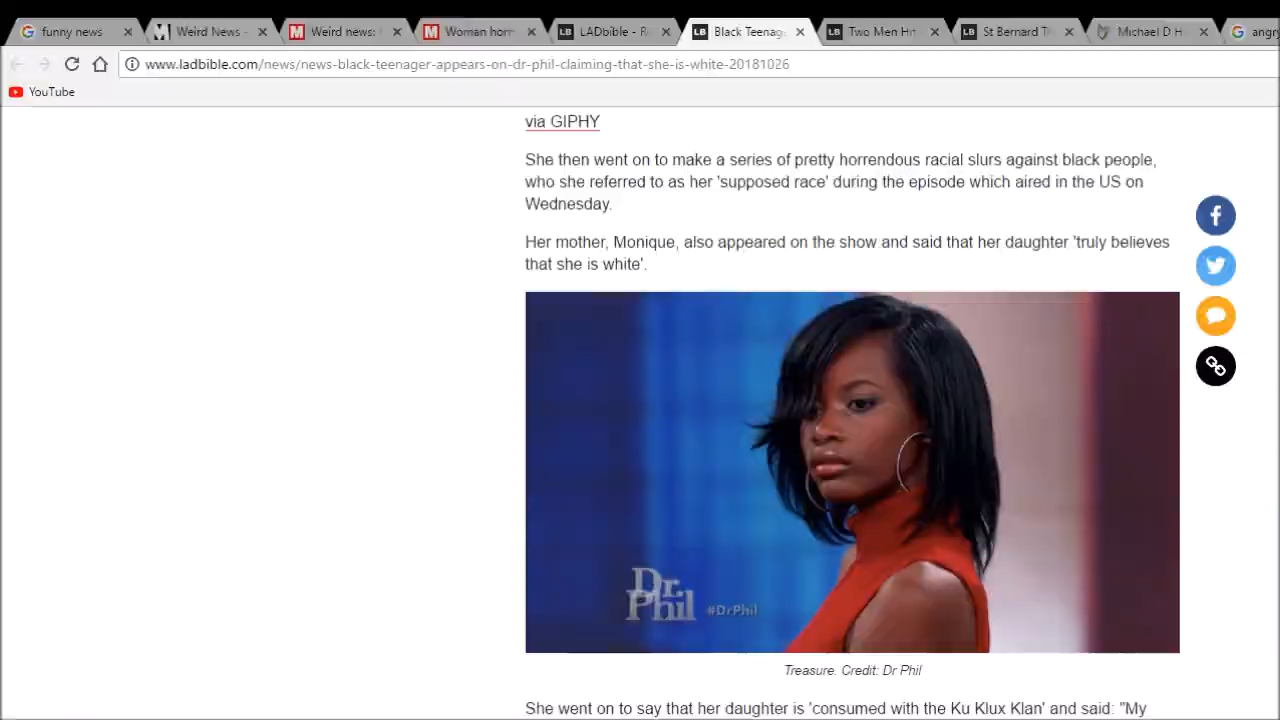 funny news
Weird News -
Weird news:
Woman horr
LADbible - R
Black Teenag
Two Men Hi
St Bernard T
Michael D H
angr
www.ladbible.com/news/news-black-teenager-appears-on-dr-phil-claiming-that-she-is-white-20181026
YouTube
via GIPHY
She then went on to make a series of pretty horrendous racial slurs against black people,
who she referred to as her 'supposed race' during the episode which aired in the US on
Wednesday.
Her mother, Monique, also appeared on the show and said that her daughter 'truly believes
that she is white'.
Dr.
Phil #DrPhil
Treasure. Credit: Dr Phil
She went on to say that her daughter is 'consumed with the Ku Klux Klan' and said: "My